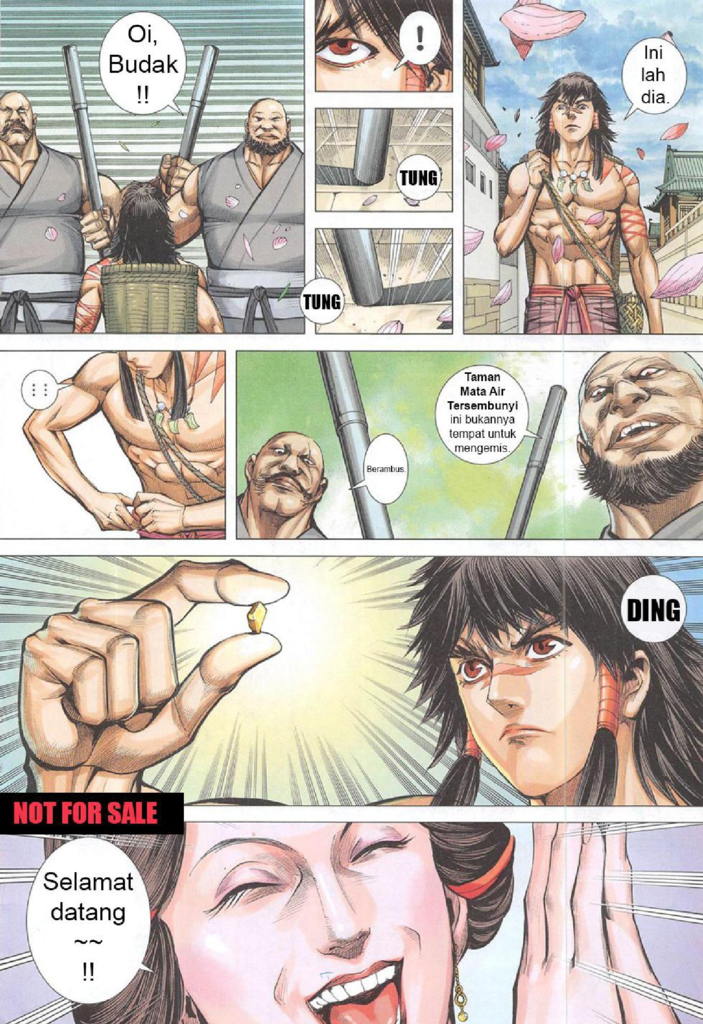 Ini
lah
dia.
!
TUNG
TUNG
Oi,
Budak
!!
Taman
Mata Air
Tersembunyi
ini bukannya
tempat untuk
mengemis.
Berambus.
: :
DING
NOT FOR SALE
Selamat
datang
~~
!!